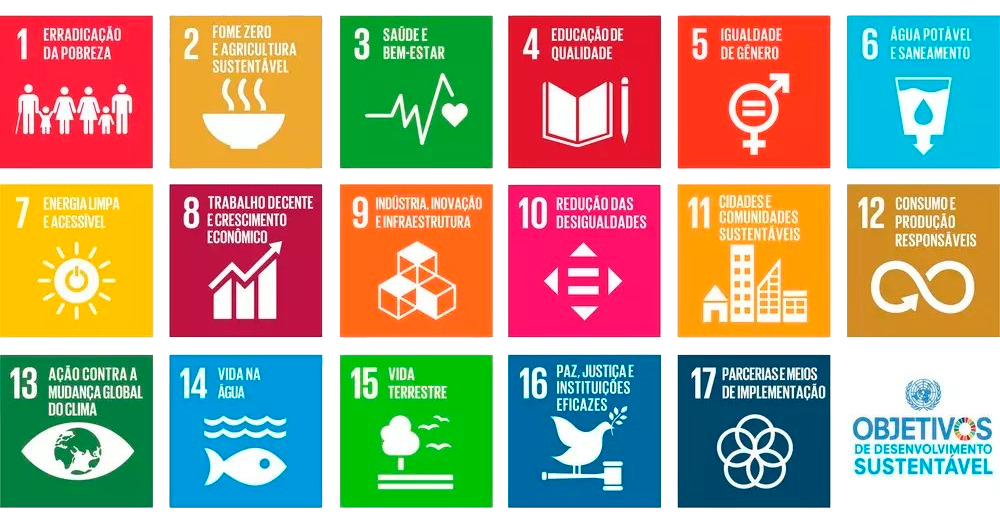 1 ERRADICAÇÃO
DA POBREZA
2 FOME ZERO
E AGRICULTURA
SUSTENTÁVEL
3 SAÚDE E
BEM-ESTAR
4 EDUCAÇÃO DE
QUALIDADE
5 IGUALDADE
DE GÊNERO
6 ÁGUA POTÁVEL
E SANEAMENTO
7 ENERGIA LIMPA
E ACESSÍVEL
8 TRABALHO DECENTE
E CRESCIMENTO
ECONÔMICO
9 INDÚSTRIA, INOVAÇÃO
E INFRAESTRUTURA
10 REDUÇÃO DAS
DESIGUALDADES
11 CIDADES E
COMUNIDADES
SUSTENTÁVEIS
12 CONSUMO E
PRODUÇÃO
RESPONSÁVEIS
13 AÇÃO CONTRA A
MUDANÇA GLOBAL
DO CLIMA
14 VIDA NA
ÁGUA
15 VIDA
TERRESTRE
16 PAZ, JUSTIÇA E
INSTITUIÇÕES
EFICAZES
17 PARCERIAS E MEIOS
DE IMPLEMENTAÇÃO
OBJETIVOS
DE DESENVOLVIMENTO
SUSTENTÁVEL